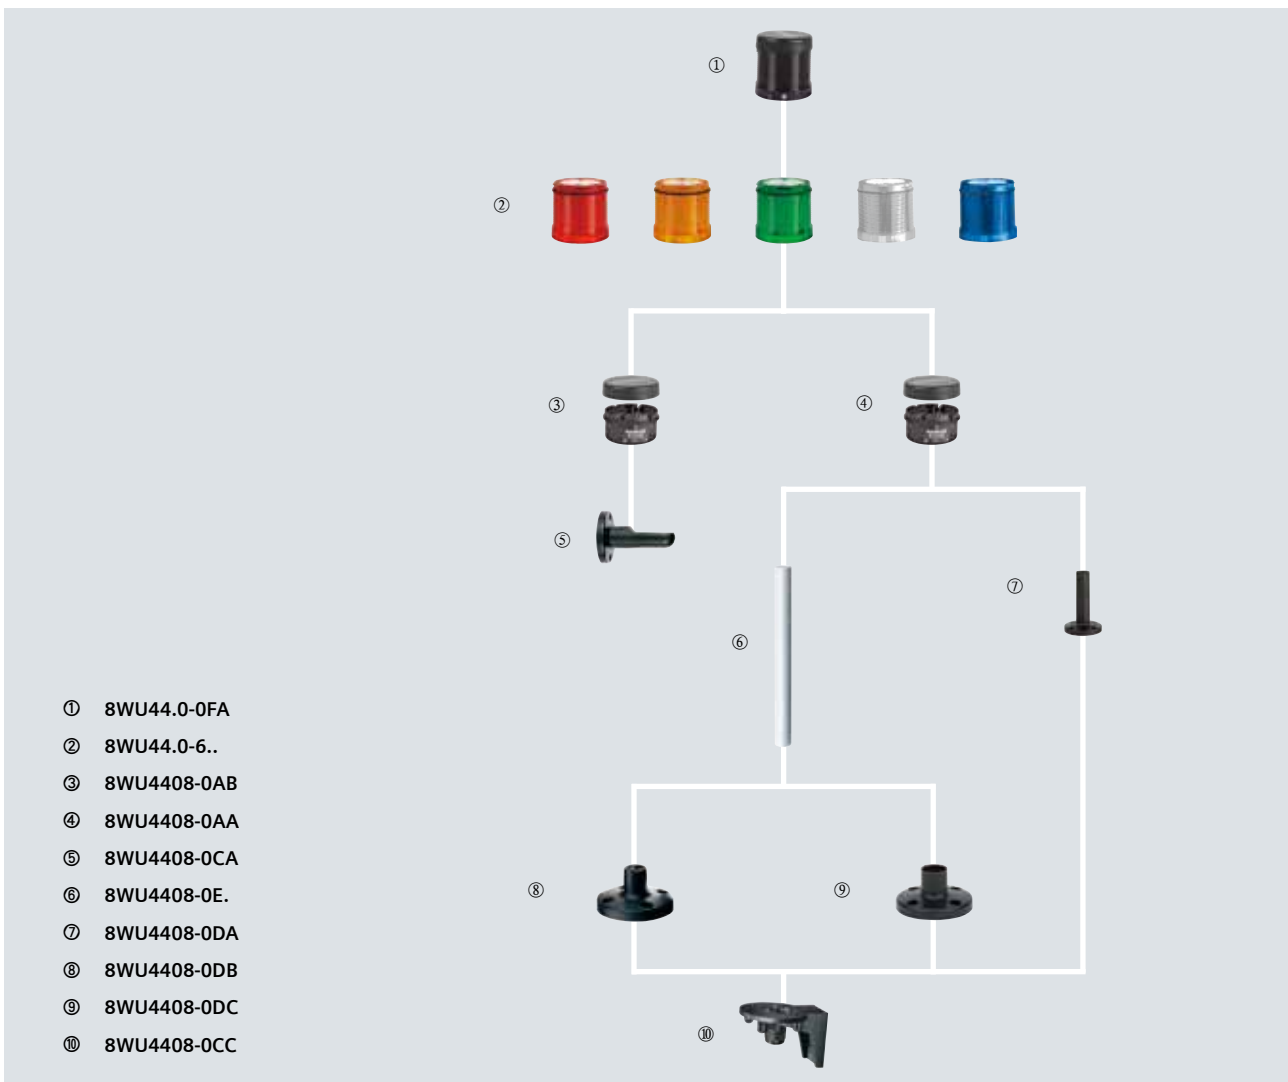 ①
②
③
④
⑤
⑦
⑥
① 8WU44.0-0FA
② 8WU44.0-6..
③ 8WU4408-0AB
④ 8WU4408-0AA
⑤ 8WU4408-0CA
⑥ 8WU4408-0E.
⑦ 8WU4408-0DA
⑧ 8WU4408-0DB
⑨ 8WU4408-0DC
⑩ 8WU4408-0CC
⑧
⑨
⑩